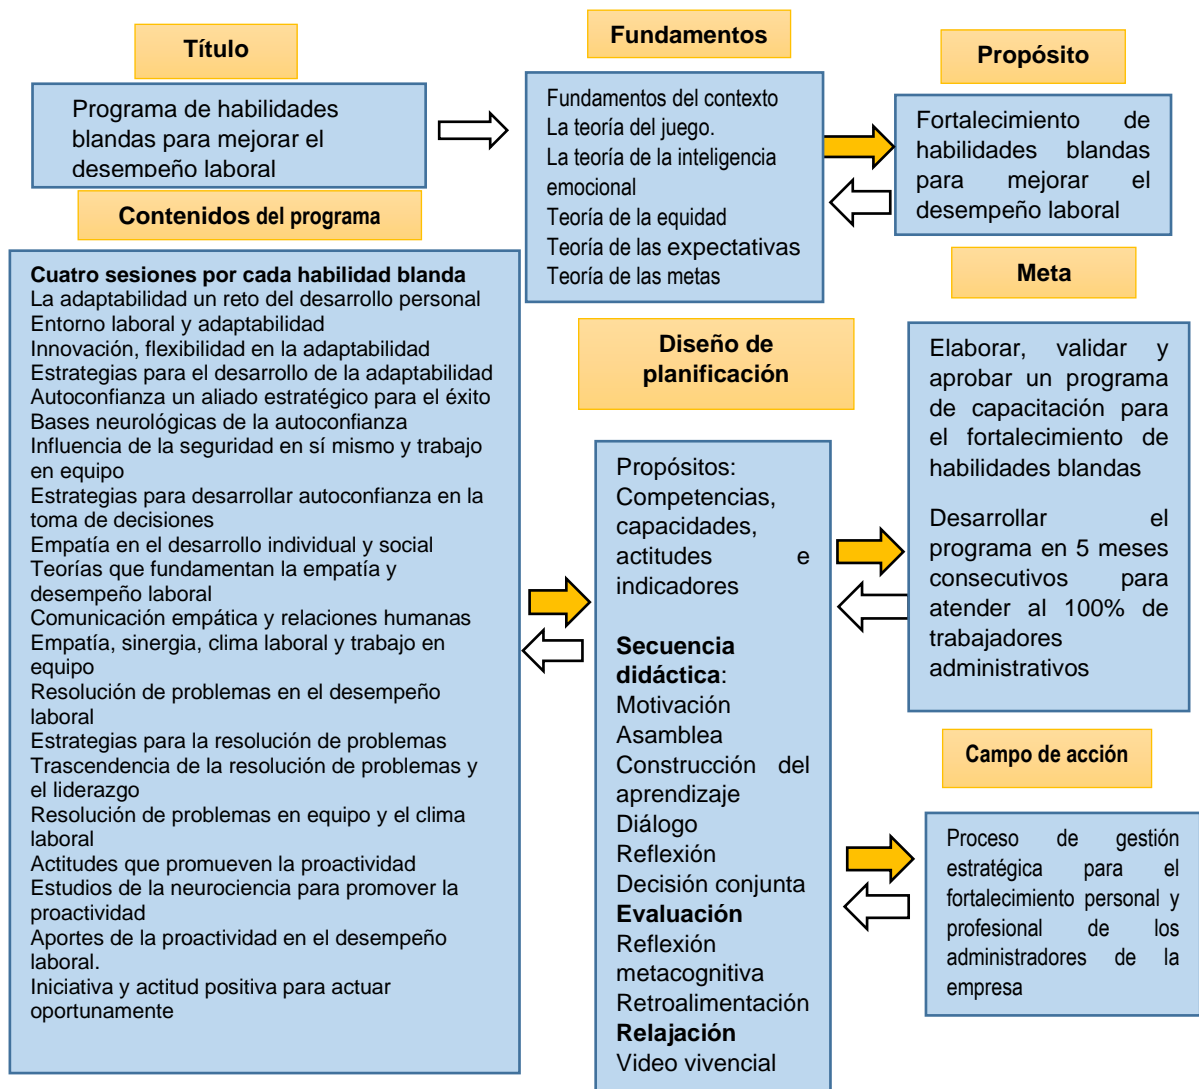 Título
Programa de habilidades
blandas para mejorar el
desempeño laboral
Fundamentos
Fundamentos del contexto
La teoría del juego.
La teoría de la inteligencia
emocional
Teoría de la equidad
Teoría de las expectativas
Teoría de las metas
Propósito
Fortalecimiento de
habilidades blandas
para mejorar el
desempeño laboral
Contenidos del programa
Cuatro sesiones por cada habilidad blanda
La adaptabilidad un reto del desarrollo personal
Entorno laboral y adaptabilidad
Innovación, flexibilidad en la adaptabilidad
Estrategias para el desarrollo de la adaptabilidad
Autoconfianza un aliado estratégico para el éxito
Bases neurológicas de la autoconfianza
Influencia de la seguridad en sí mismo y trabajo
en equipo
Estrategias para desarrollar autoconfianza en la
toma de decisiones
Empatía en el desarrollo individual y social
Teorías que fundamentan la empatía y
desempeño laboral
Comunicación empática y relaciones humanas
Empatía, sinergia, clima laboral y trabajo en
equipo
Resolución de problemas en el desempeño
laboral
Estrategias para la resolución de problemas
Trascendencia de la resolución de problemas y
el liderazgo
Resolución de problemas en equipo y el clima
laboral
Actitudes que promueven la proactividad
Estudios de la neurociencia para promover la
proactividad
Aportes de la proactividad en el desempeño
laboral.
Iniciativa y actitud positiva para actuar
oportunamente
Diseño de
planificación
Propósitos:
Competencias,
capacidades,
actitudes e
indicadores
Secuencia
didáctica:
Motivación
Asamblea
Construcción del
aprendizaje
Diálogo
Reflexión
Decisión conjunta
Evaluación
Reflexión
metacognitiva
Retroalimentación
Relajación
Video vivencial
Meta
Elaborar, validar y
aprobar un programa
de capacitación para
el fortalecimiento de
habilidades blandas
Desarrollar el
programa en 5 meses
consecutivos para
atender al 100% de
trabajadores
administrativos
Campo de acción
Proceso de gestión
estratégica para el
fortalecimiento personal y
profesional de los
administradores de la
empresa